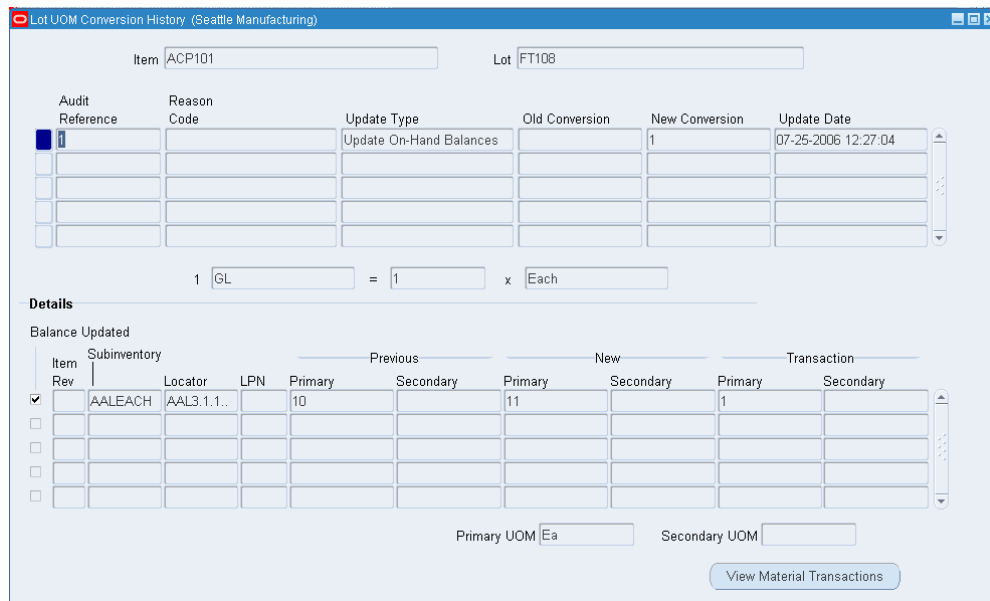 Lot UOM Conversion History (Seattle Manufacturing)
Item ACP101 Lot FT108
Audit Reference Reason Code Update Type Old Conversion New Conversion Update Date
1 Update On-Hand Balances 1 07-25-2006 12:27:04
1 GL = 1 x Each
Details
Balance Updated
Subinventory Previous New Transaction
Item Rev Locator LPN Primary Secondary Primary Secondary Primary Secondary
AALEACH AAL3.1.1.. 10 11 1
Primary UOM Ea Secondary UOM
View Material Transactions